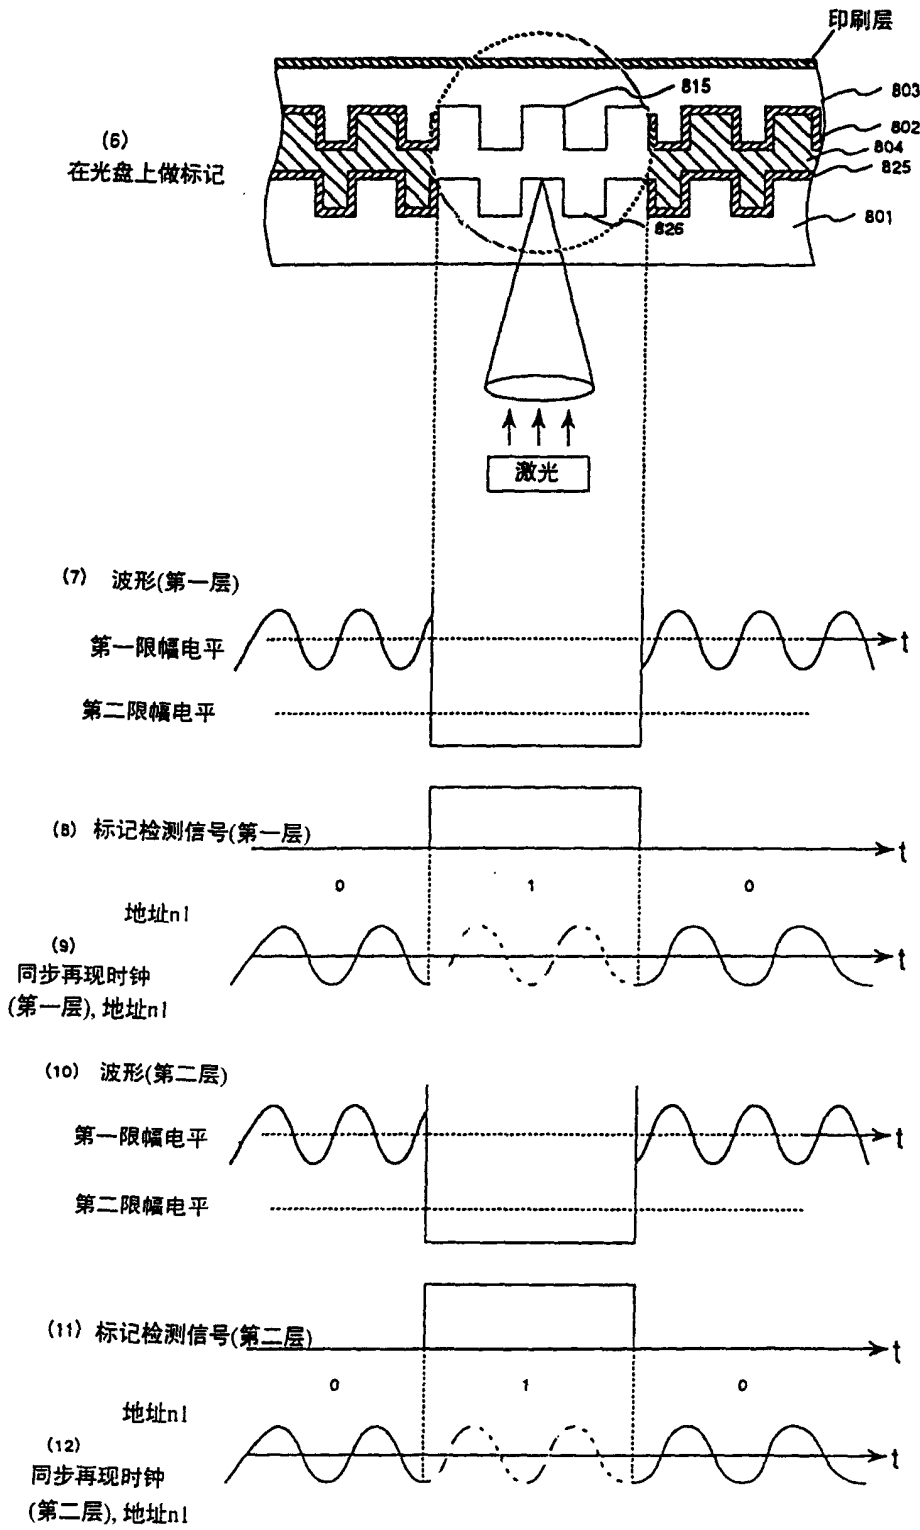 印刷层
815
803
(6)
802
在光盘上做标记
804
825
826
801
激光
(7) 波形(第一层)
第一限幅电平
t
第二限幅电平
(8) 标记检测信号(第一层)
t
0 1 0
地址n1
(9)
t
同步再现时钟
(第一层), 地址n1
(10) 波形(第二层)
第一限幅电平
t
第二限幅电平
(11) 标记检测信号(第二层)
t
0 1 0
地址n1
(12)
t
同步再现时钟
(第二层), 地址n1